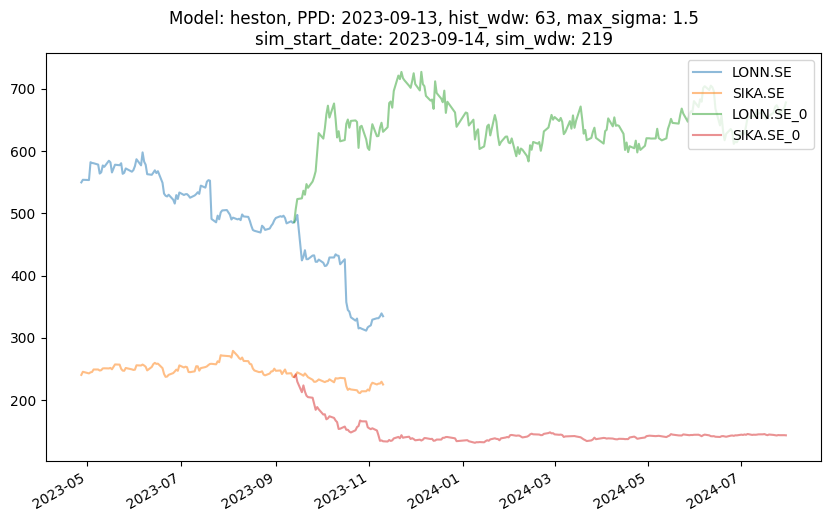 Model: heston, PPD: 2023-09-13, hist_wdw: 63, max_sigma: 1.5
sim_start_date: 2023-09-14, sim_wdw: 219
LONN.SE
SIKA.SE
LONN.SE_0
SIKA.SE_0
700
600
500
400
300
200
2023-05
2023-07
2023-09
2023-11
2024-01
2024-03
2024-05
2024-07